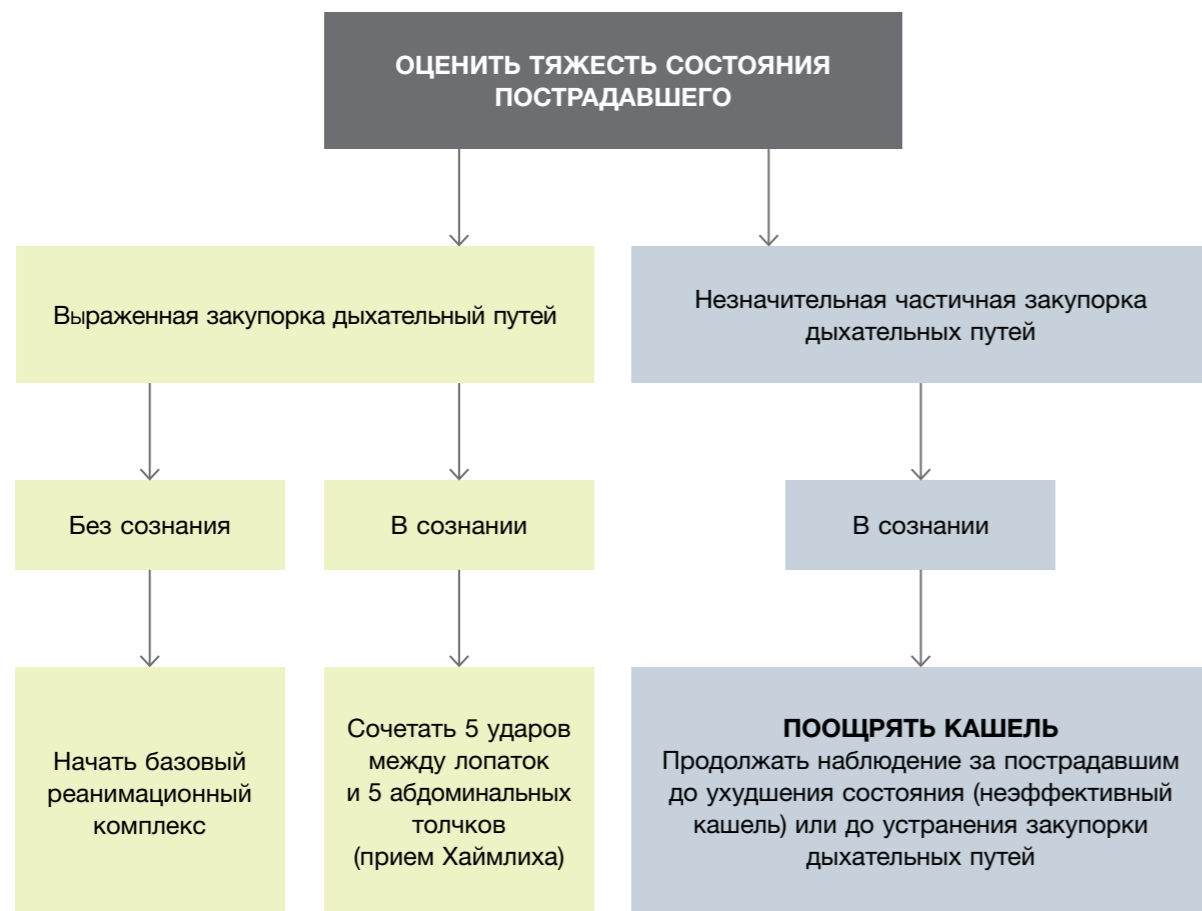 ОЦЕНИТЬ ТЯЖЕСТЬ СОСТОЯНИЯ
ПОСТРАДАВШЕГО
Выраженная закупорка дыхательный путей
Незначительная частичная закупорка
дыхательных путей
Без сознания
В сознании
В сознании
Начать базовый
реанимационный
комплекс
Сочетать 5 ударов
между лопаток
и 5 абдоминальных
толчков
(прием Хаймлиха)
ПООЩРЯТЬ КАШЕЛЬ
Продолжать наблюдение за пострадавшим
до ухудшения состояния (неэффективный
кашель) или до устранения закупорки
дыхательных путей